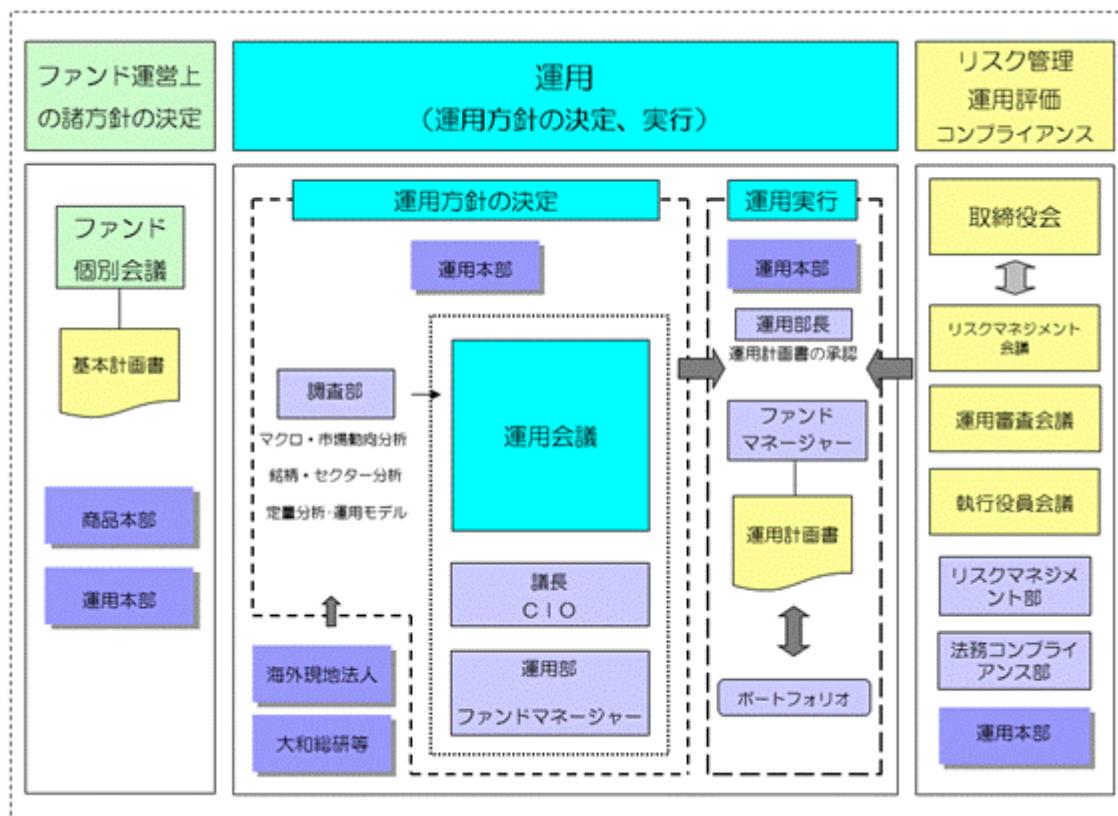 ファンド運営上
の諸方針の決定
運用
(運用方針の決定、実行)
リスク管理
運用評価
コンプライアンス
ファンド
個別会議
基本計画書
商品本部
運用本部
運用方針の決定
運用本部
調査部
マクロ・市場動向分析
銘柄・セクター分析
定量分析・運用モデル
運用会議
議長
CIO
運用部
ファンドマネージャー
海外現地法人
大和総研等
運用実行
運用本部
運用部長
運用計画書の承認
ファンド
マネージャー
運用計画書
ポートフォリオ
取締役会
リスクマネジメント
会議
運用審査会議
執行役員会議
リスクマネジメ
ント部
法務コンプライ
アンス部
運用本部